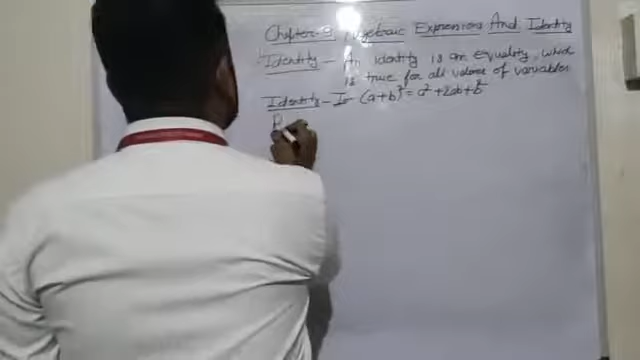 Chapter-9 Algebraic Expressions And Identity
Identity - An identity is an equality, which
is true for all values of variables
Identity - I (a+b)² = a² + 2ab + b²
P